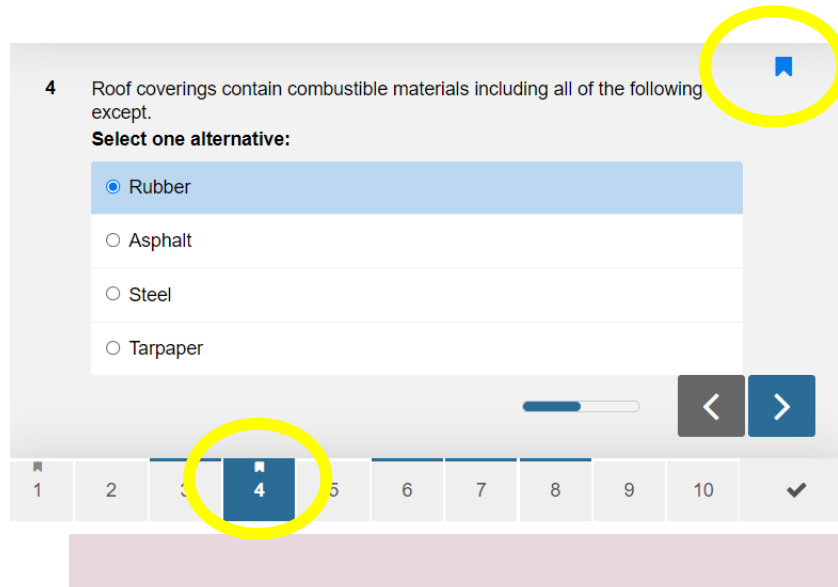 4 Roof coverings contain combustible materials including all of the following
except.
Select one alternative:
Rubber
Asphalt
Steel
Tarpaper
1 2 3 4 5 6 7 8 9 10